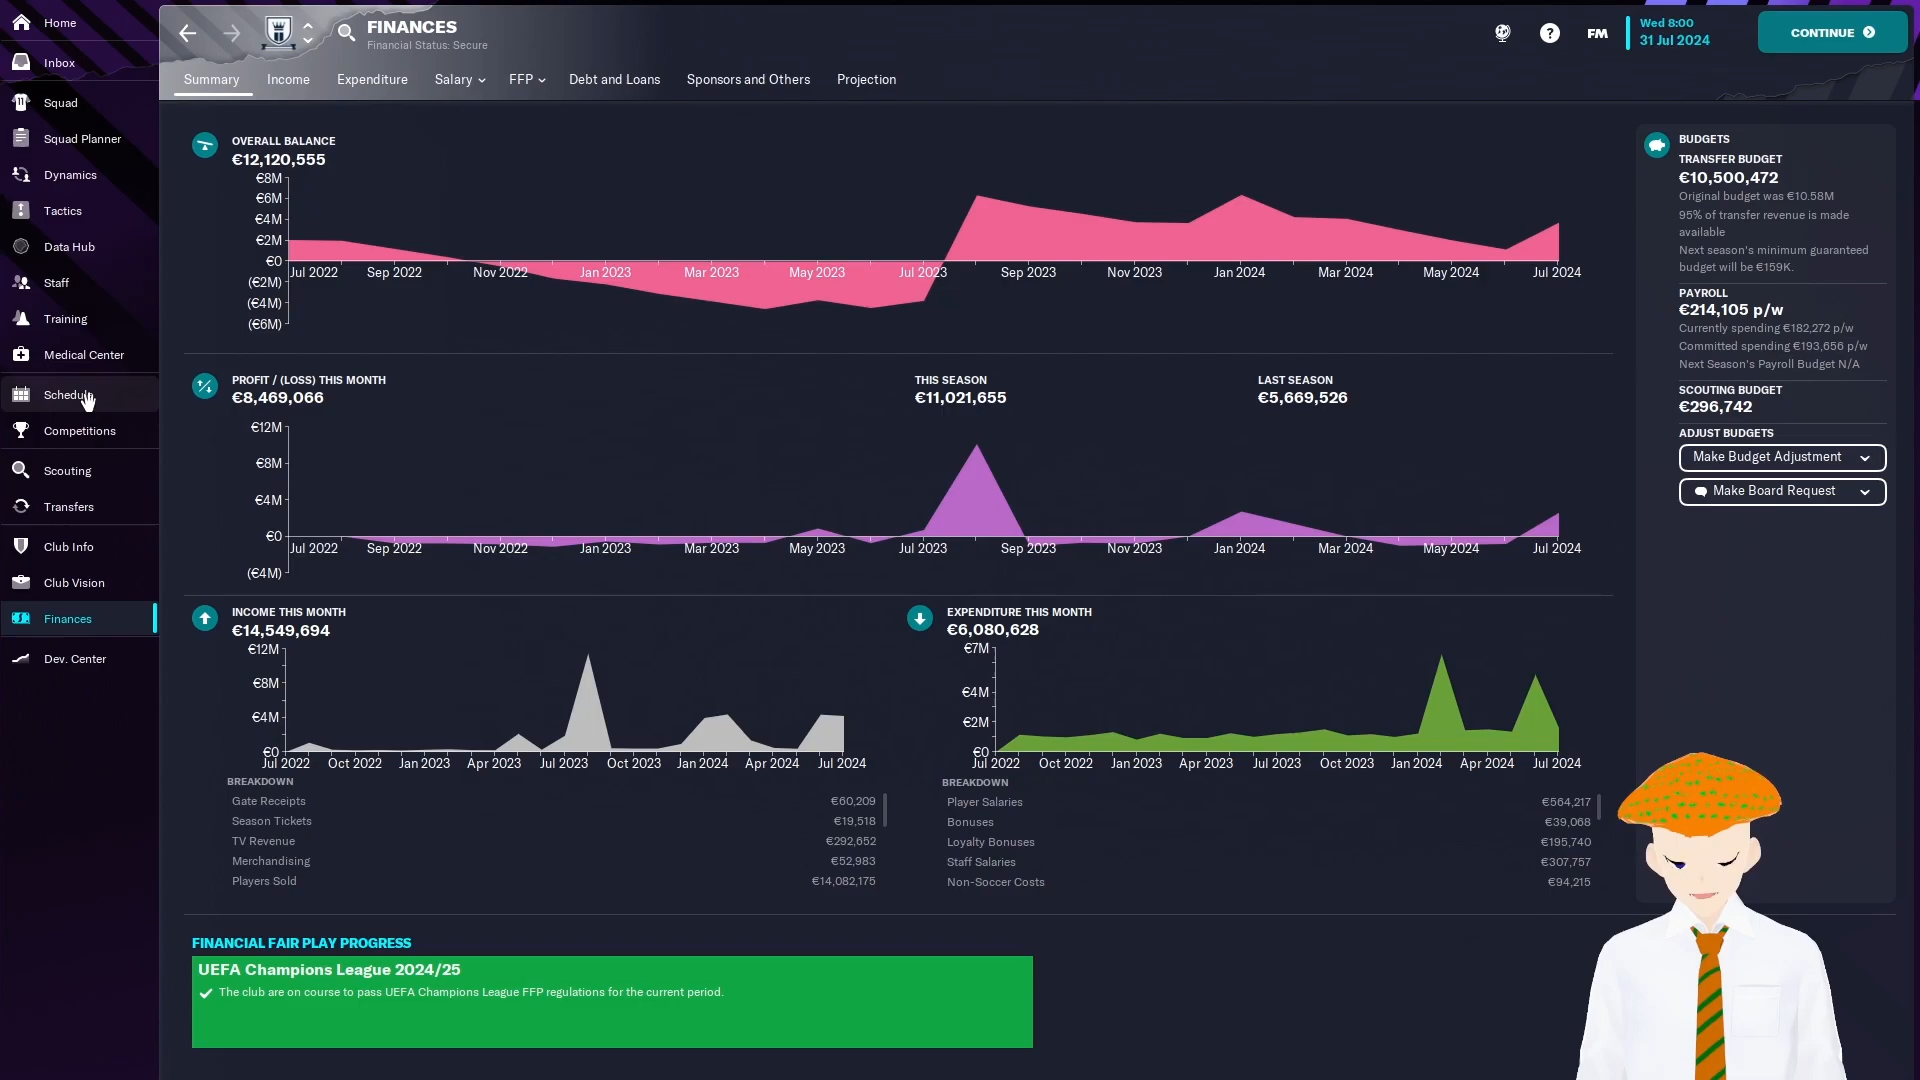 Home
Inbox
Squad
Squad Planner
Dynamics
Tactics
Data Hub
Staff
Training
Medical Center
Schedule
Competitions
Scouting
Transfers
Club Info
Club Vision
Finances
Dev. Center
FINANCES
Financial Status: Secure
?
FM
Wed 8:00
31 Jul 2024
CONTINUE
Summary
Income
Expenditure
Salary
FFP
Debt and Loans
Sponsors and Others
Projection
OVERALL BALANCE
€12,120,555
€8M
€6M
€4M
€2M
€0
(€2M)
(€4M)
(€6M)
Jul 2022 Sep 2022 Nov 2022 Jan 2023 Mar 2023 May 2023 Jul 2023 Sep 2023 Nov 2023 Jan 2024 Mar 2024 May 2024 Jul 2024
PROFIT / (LOSS) THIS MONTH
€8,469,066
THIS SEASON
€11,021,655
LAST SEASON
€5,669,526
€12M
€8M
€4M
€0
(€4M)
Jul 2022 Sep 2022 Nov 2022 Jan 2023 Mar 2023 May 2023 Jul 2023 Sep 2023 Nov 2023 Jan 2024 Mar 2024 May 2024 Jul 2024
INCOME THIS MONTH
€14,549,694
€12M
€8M
€4M
€0
Jul 2022 Oct 2022 Jan 2023 Apr 2023 Jul 2023 Oct 2023 Jan 2024 Apr 2024 Jul 2024
BREAKDOWN
Gate Receipts €60,209
Season Tickets €19,518
TV Revenue €292,652
Merchandising €52,983
Players Sold €14,082,175
EXPENDITURE THIS MONTH
€6,080,628
€7M
€4M
€2M
€0
Jul 2022 Oct 2022 Jan 2023 Apr 2023 Jul 2023 Oct 2023 Jan 2024 Apr 2024 Jul 2024
BREAKDOWN
Player Salaries €564,217
Bonuses €39,068
Loyalty Bonuses €195,740
Staff Salaries €307,757
Non-Soccer Costs €94,215
FINANCIAL FAIR PLAY PROGRESS
UEFA Champions League 2024/25
The club are on course to pass UEFA Champions League FFP regulations for the current period.
BUDGETS
TRANSFER BUDGET
€10,500,472
Original budget was €10.58M
95% of transfer revenue is made
available
Next season's minimum guaranteed
budget will be €159K.
PAYROLL
€214,105 p/w
Currently spending €182,272 p/w
Committed spending €193,656 p/w
Next Season's Payroll Budget N/A
SCOUTING BUDGET
€296,742
ADJUST BUDGETS
Make Budget Adjustment
Make Board Request